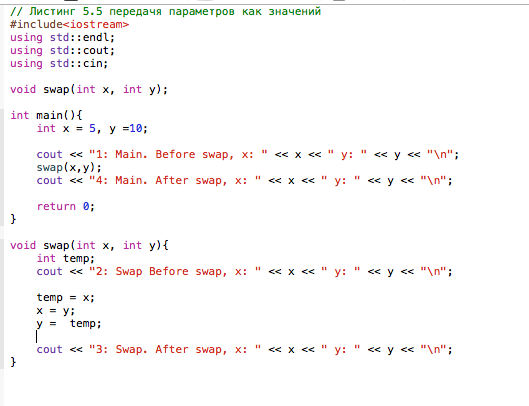 // Листинг 5.5 передачя параметров как значений
#include<iostream>
using std::endl;
using std::cout;
using std::cin;
void swap(int x, int y);
int main(){
int x = 5, y =10;
cout << "1: Main. Before swap, x: " << x << " y: " << y << "\n";
swap(x,y);
cout << "4: Main. After swap, x: " << x << " y: " << y << "\n";
return 0;
}
void swap(int x, int y){
int temp;
cout << "2: Swap Before swap, x: " << x << " y: " << y << "\n";
temp = x;
x = y;
y =  temp;
cout << "3: Swap. After swap, x: " << x << " y: " << y << "\n";
}